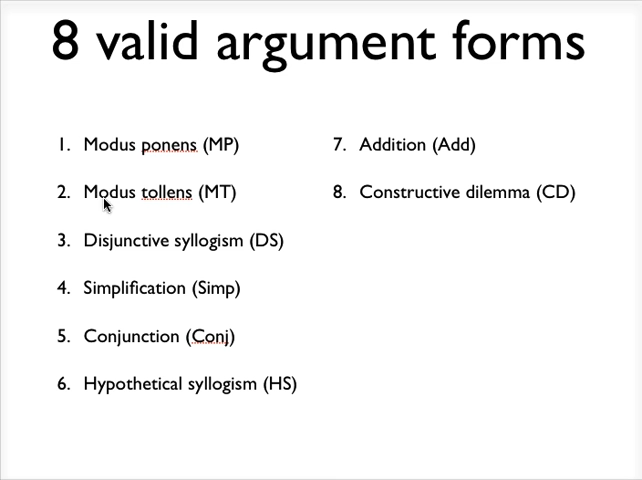 8 valid argument forms
1. Modus ponens (MP)
2. Modus tollens (MT)
3. Disjunctive syllogism (DS)
4. Simplification (Simp)
5. Conjunction (Conj)
6. Hypothetical syllogism (HS)
7. Addition (Add)
8. Constructive dilemma (CD)